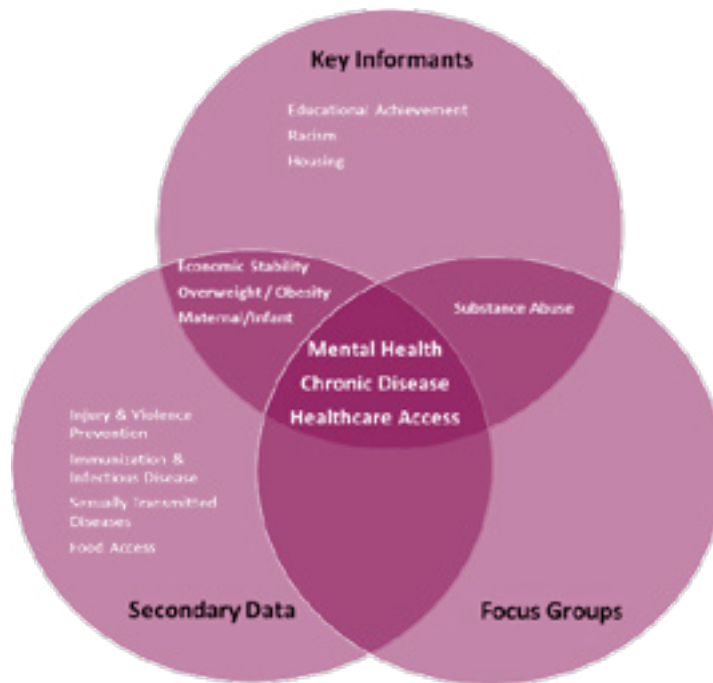 Key Informants
Educational Achievement
Racism
Housing
Economic Stability
Overweight / Obesity
Maternal/Infant
Substance Abuse
Mental Health
Chronic Disease
Healthcare Access
Injury & Violence
Prevention
Immunization &
Infectious Disease
Sexually Transmitted
Diseases
Food Access
Secondary Data
Focus Groups